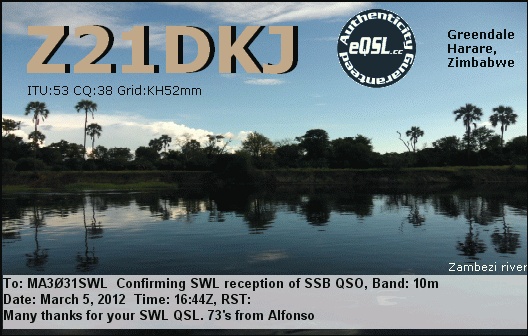 Z21DKJ
ITU:53 CQ:38 Grid:KH52mm
Authenticity
eQSL.cc
Guaranteed
Greendale
Harare,
Zimbabwe
Zambezi river
To: MA3Ø31SWL Confirming SWL reception of SSB QSO, Band: 10m
Date: March 5, 2012 Time: 16:44Z, RST:
Many thanks for your SWL QSL. 73's from Alfonso